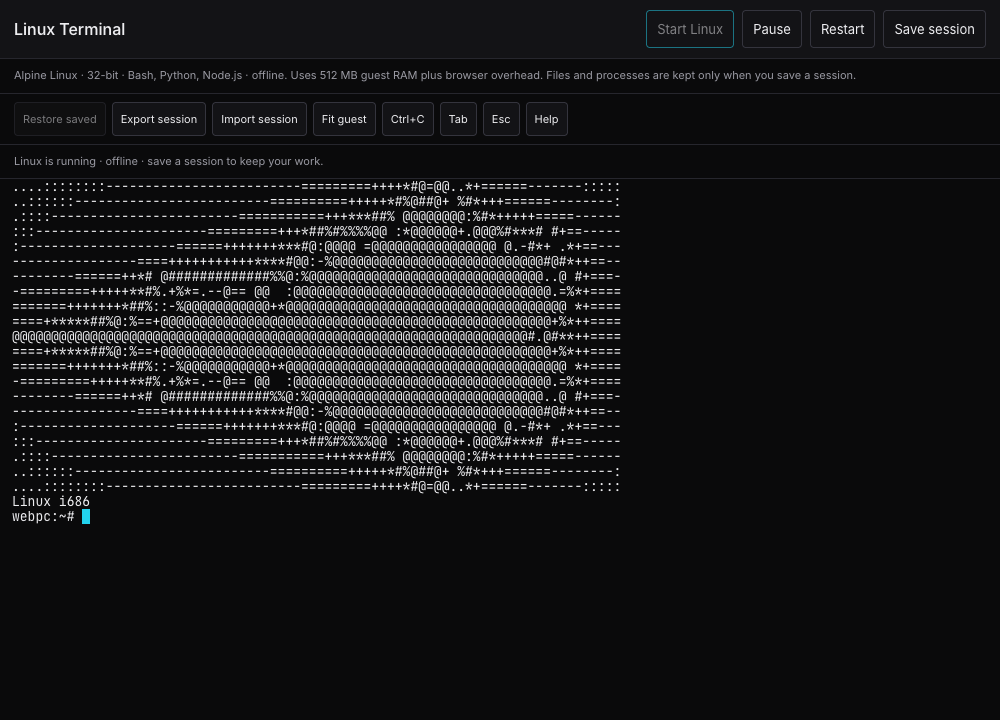 Linux Terminal
Start Linux
Pause
Restart
Save session
Alpine Linux · 32-bit · Bash, Python, Node.js · offline. Uses 512 MB guest RAM plus browser overhead. Files and processes are kept only when you save a session.
Restore saved
Export session
Import session
Fit guest
Ctrl+C
Tab
Esc
Help
Linux is running · offline · save a session to keep your work.
Linux i686
webpc:~#